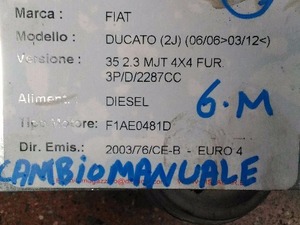 Marca : FIAT
Modello : DUCATO (2J) (06/06>03/12<)
Versione : 35 2.3 MJT 4X4 FUR.
3P/D/2287CC
Aliment. : DIESEL 6.M
Tipo Motore: F1AE0481D
Dir. Emis.: 2003/76/CE-B - EURO 4
CAMBIO MANUALE